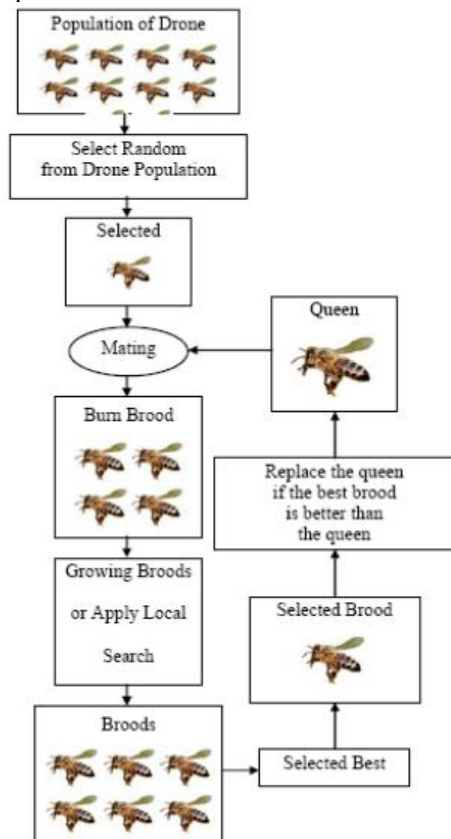 Population of Drone
Select Random
from Drone Population
Selected
Mating
Queen
Burn Brood
Replace the queen
if the best brood
is better than
the queen
Growing Broods
or Apply Local
Search
Selected Brood
Broods
Selected Best